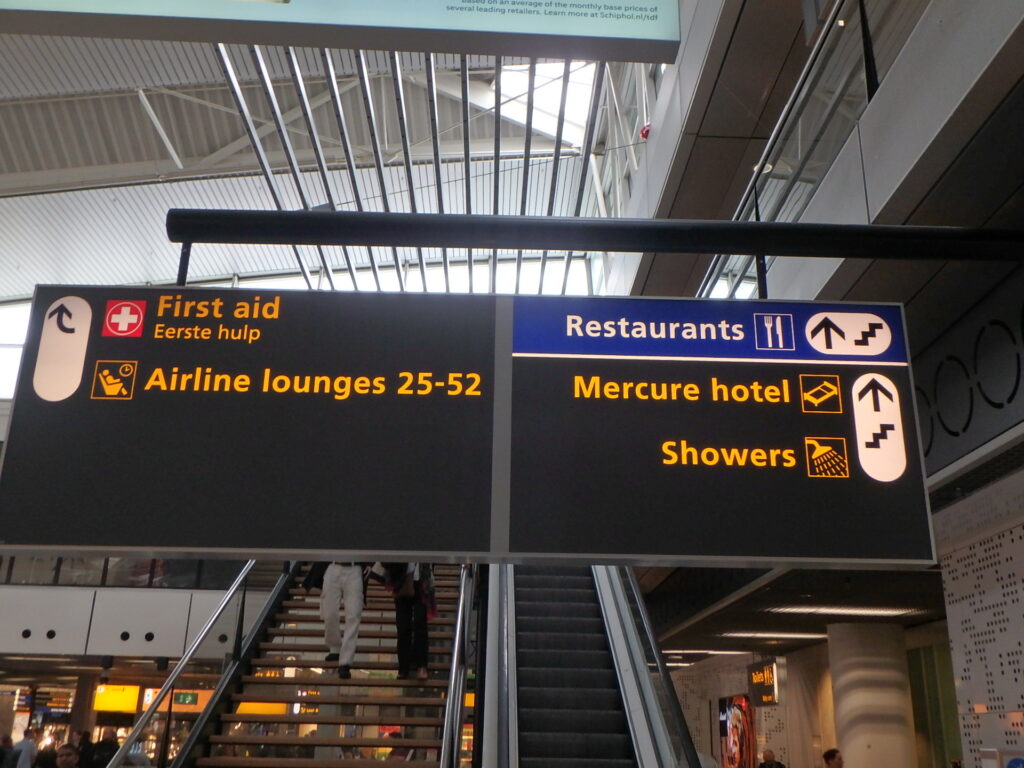 based on an average of the monthly base prices of
several leading retailers. Learn more at Schiphol.nl/tdf
First aid
Eerste hulp
Airline lounges 25-52
Restaurants
Mercure hotel
Showers
Toilets